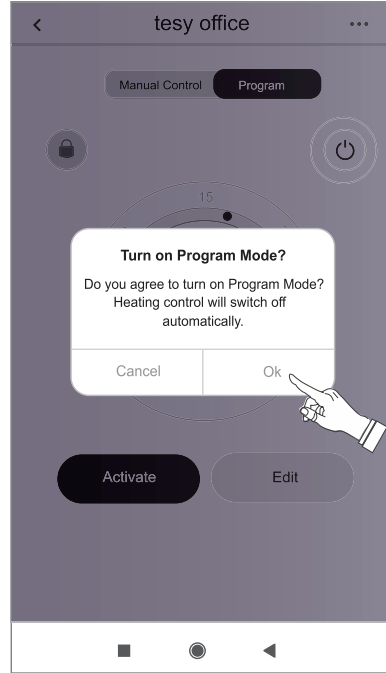 tesy office
Manual Control Program
15
Turn on Program Mode?
Do you agree to turn on Program Mode?
Heating control will switch off
automatically.
Cancel Ok
Activate Edit